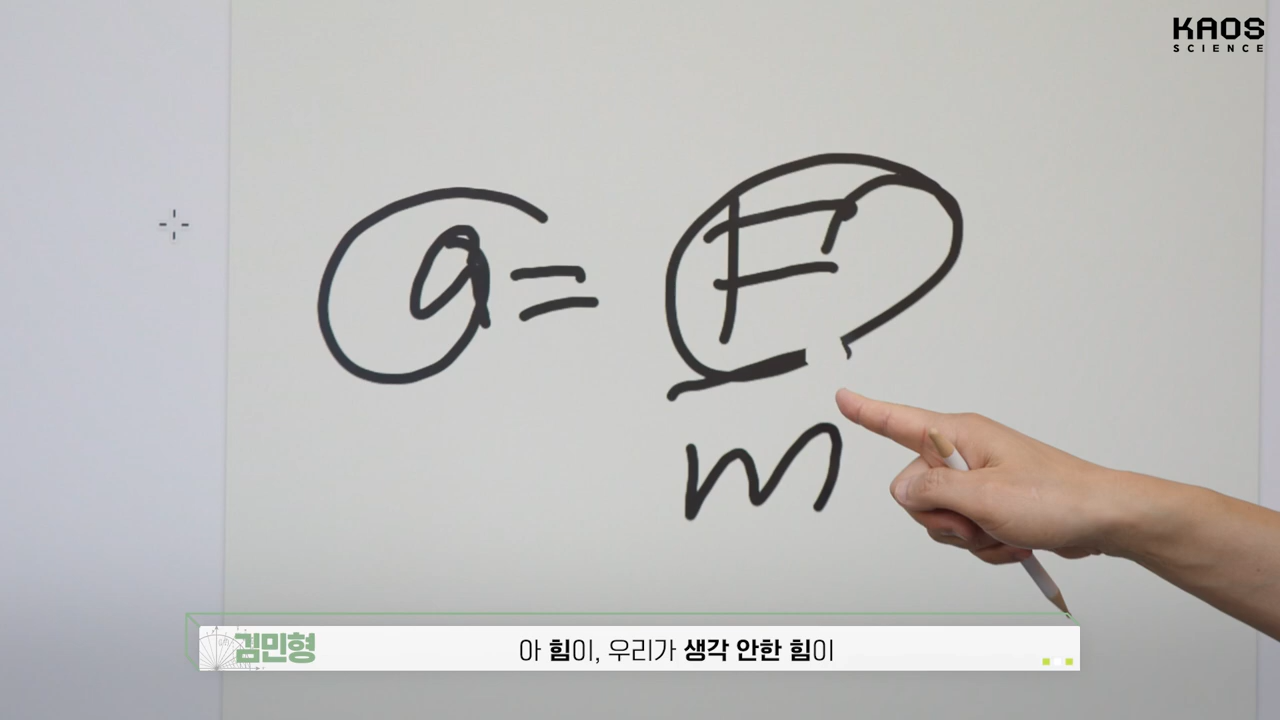 KAOS
SCIENCE
a = F
m
김민형
아 힘이, 우리가 생각 안한 힘이